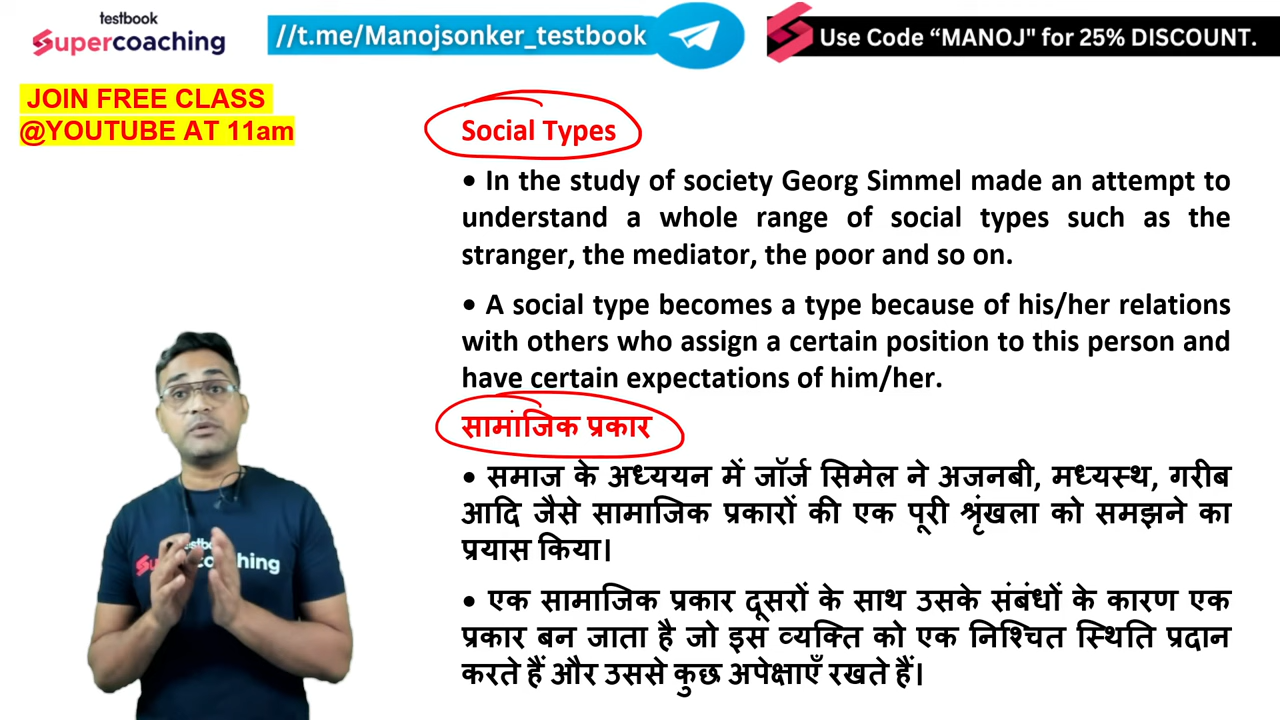 testbook
Supercoaching
//t.me/Manojsonker_testbook
Use Code “MANOJ" for 25% DISCOUNT.
JOIN FREE CLASS
@YOUTUBE AT 11am
Social Types
• In the study of society Georg Simmel made an attempt to
understand a whole range of social types such as the
stranger, the mediator, the poor and so on.
• A social type becomes a type because of his/her relations
with others who assign a certain position to this person and
have certain expectations of him/her.
सामाजिक प्रकार
• समाज के अध्ययन में जॉर्ज सिमेल ने अजनबी, मध्यस्थ, गरीब
आदि जैसे सामाजिक प्रकारों की एक पूरी श्रृंखला को समझने का
प्रयास किया।
• एक सामाजिक प्रकार दूसरों के साथ उसके संबंधों के कारण एक
प्रकार बन जाता है जो इस व्यक्ति को एक निश्चित स्थिति प्रदान
करते हैं और उससे कुछ अपेक्षाएँ रखते हैं।
testbook
Supercoaching